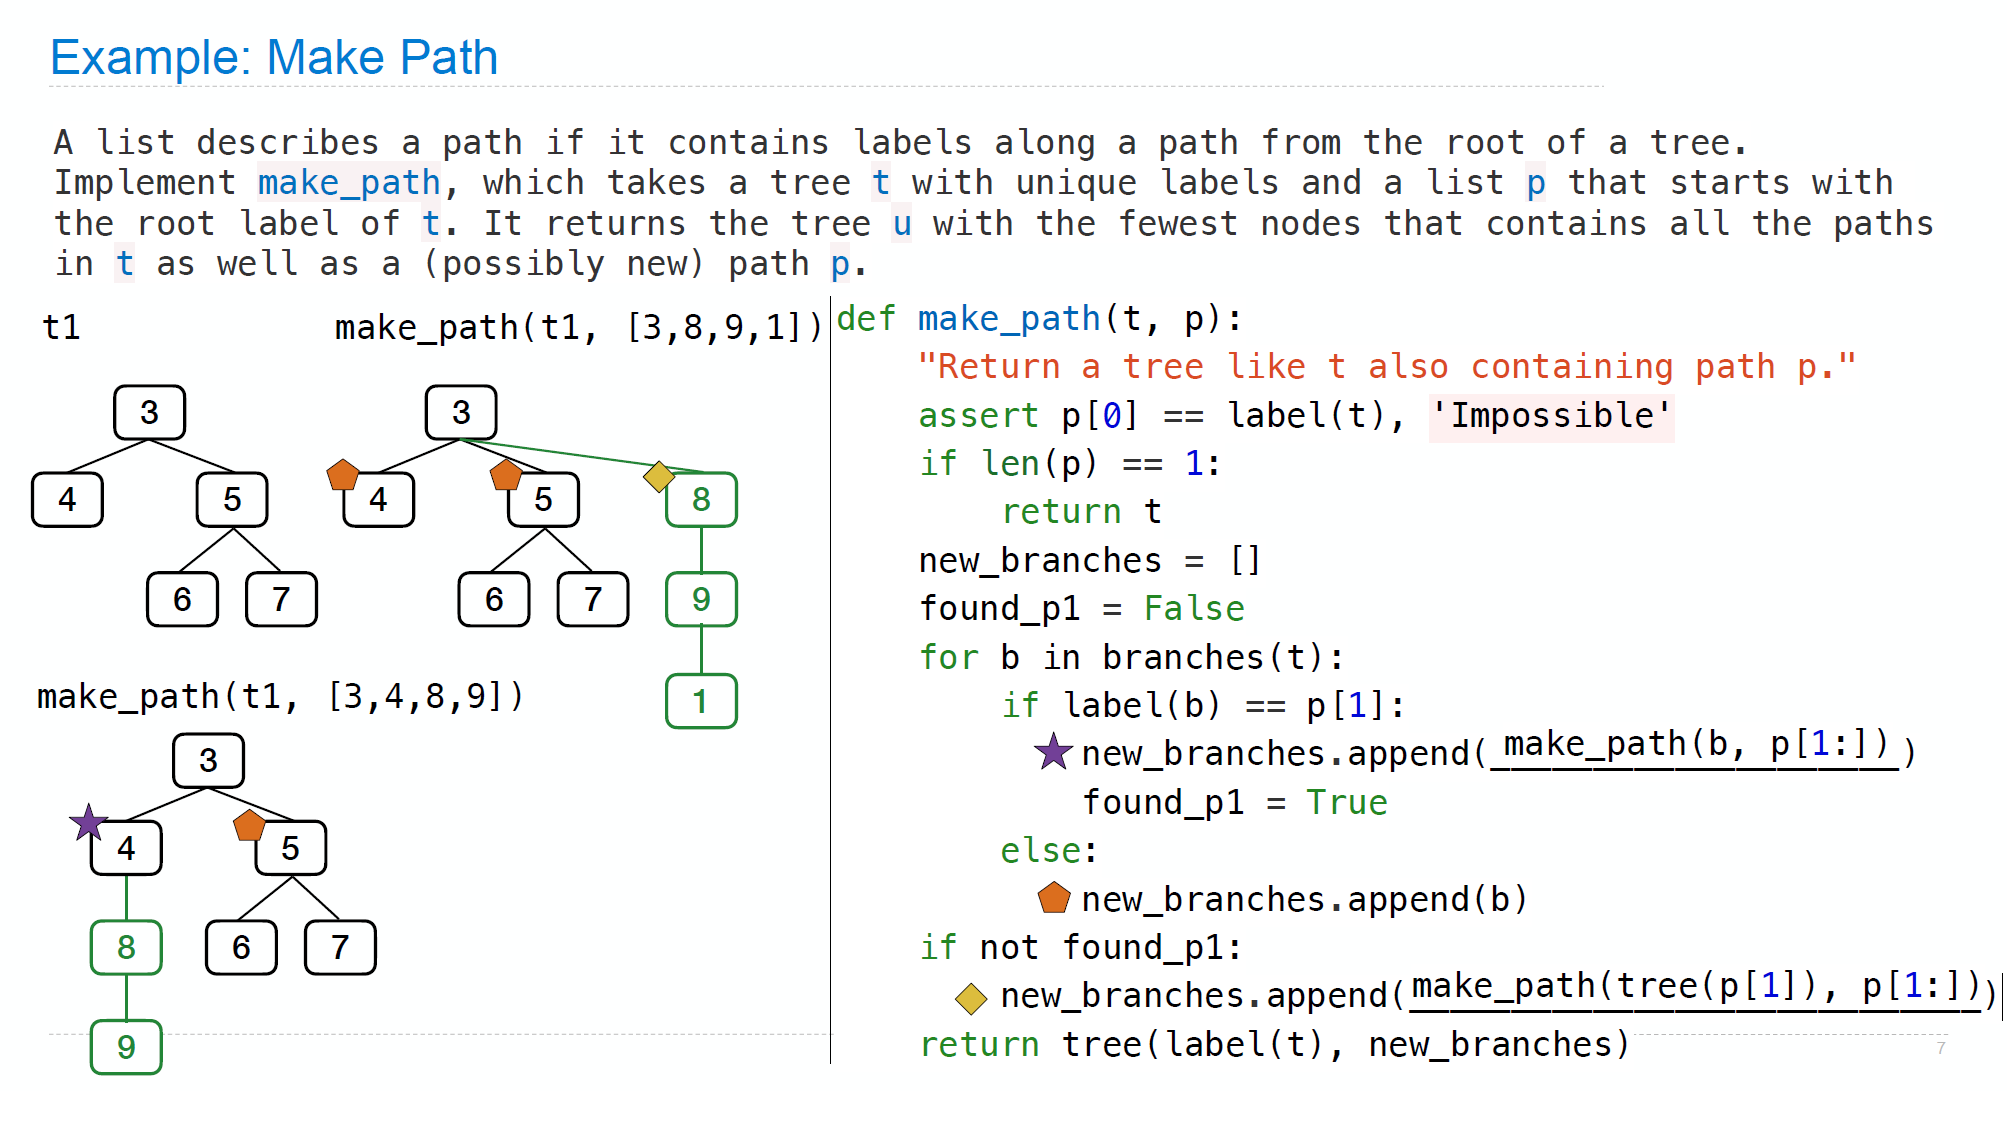 Example: Make Path
A list describes a path if it contains labels along a path from the root of a tree.
Implement make_path, which takes a tree t with unique labels and a list p that starts with
the root label of t. It returns the tree u with the fewest nodes that contains all the paths
in t as well as a (possibly new) path p.
t1
make_path(t1, [3,8,9,1])
3
4 5
6 7
3
4 5 8
6 7 9
1
make_path(t1, [3,4,8,9])
3
4 5
8 6 7
9
def make_path(t, p):
"Return a tree like t also containing path p."
assert p[0] == label(t), 'Impossible'
if len(p) == 1:
return t
new_branches = []
found_p1 = False
for b in branches(t):
if label(b) == p[1]:
new_branches.append(make_path(b, p[1:]))
found_p1 = True
else:
new_branches.append(b)
if not found_p1:
new_branches.append(make_path(tree(p[1]), p[1:]))
return tree(label(t), new_branches)
7